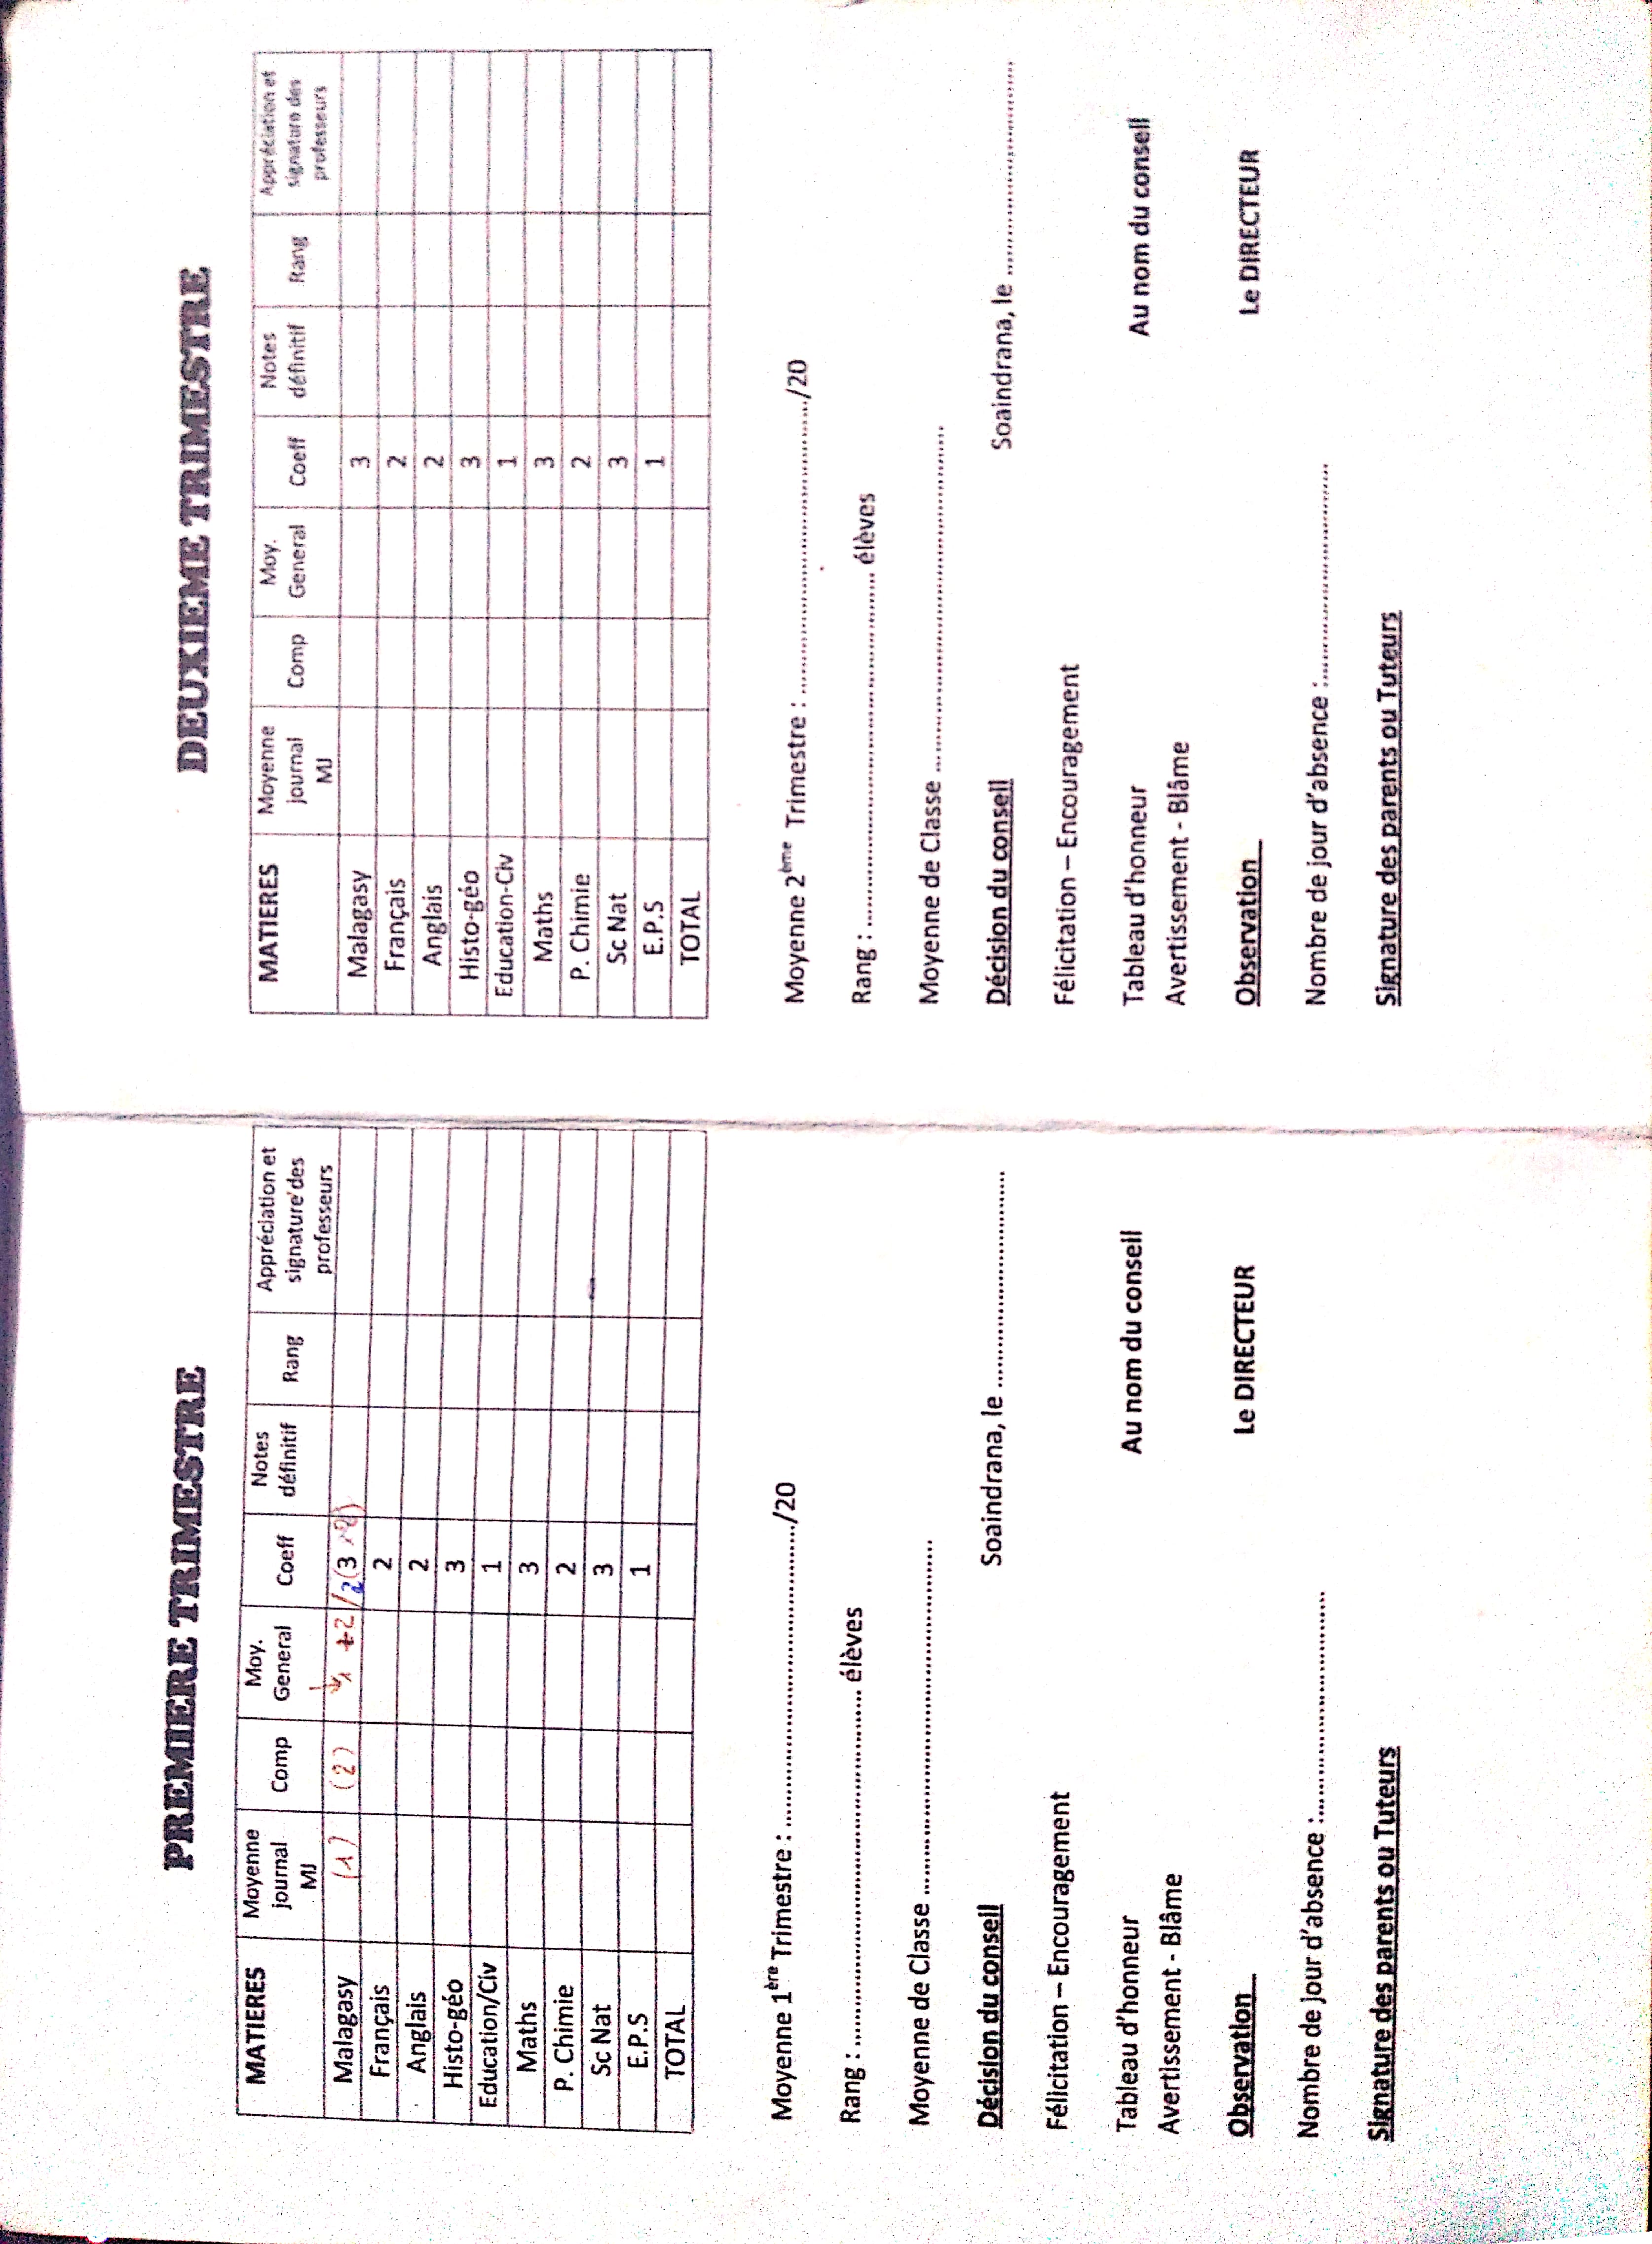 PREMIERE TRIMESTRE
MATIERES Moyenne journal MJ Comp Moy. General Coeff Notes définitif Rang Appréciation et signature des professeurs
Malagasy (1) (2) 1 +2 /2 (3
Français 2
Anglais 2
Histo-géo 3
Education/Civ 1
Maths 3
P. Chimie 2
Sc Nat 3
E.P.S 1
TOTAL
Moyenne 1ère Trimestre : ............................................../20
Rang : ...................................................... élèves
Moyenne de Classe ......................................................
Décision du conseil Soaindrana, le .................................
Félicitation – Encouragement
Tableau d'honneur Au nom du conseil
Avertissement - Blâme
Observation Le DIRECTEUR
Nombre de jour d'absence :..................................
Signature des parents ou Tuteurs
DEUXIEME TRIMESTRE
MATIERES Moyenne journal MJ Comp Moy. General Coeff Notes définitif Rang Appréciation et signature des professeurs
Malagasy 3
Français 2
Anglais 2
Histo-géo 3
Education-Civ 1
Maths 3
P. Chimie 2
Sc Nat 3
E.P.S 1
TOTAL
Moyenne 2ème Trimestre : ............................................./20
Rang : ...................................................... élèves
Moyenne de Classe .....................................................
Décision du conseil Soaindrana, le .................................
Félicitation – Encouragement
Tableau d'honneur Au nom du conseil
Avertissement - Blâme
Observation Le DIRECTEUR
Nombre de jour d'absence :.................................
Signature des parents ou Tuteurs